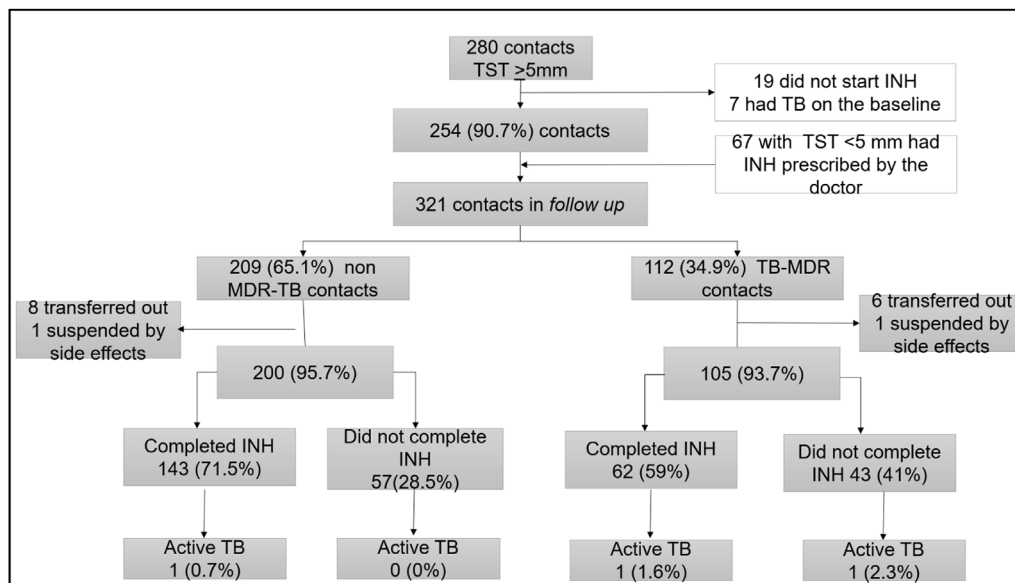 280 contacts
TST >5mm
19 did not start INH
7 had TB on the baseline
254 (90.7%) contacts
67 with TST <5 mm had
INH prescribed by the
doctor
321 contacts in follow up
209 (65.1%) non
MDR-TB contacts
112 (34.9%) TB-MDR
contacts
8 transferred out
1 suspended by
side effects
6 transferred out
1 suspended by
side effects
200 (95.7%)
105 (93.7%)
Completed INH
143 (71.5%)
Did not complete
INH
57(28.5%)
Completed INH
62 (59%)
Did not complete
INH 43 (41%)
Active TB
1 (0.7%)
Active TB
0 (0%)
Active TB
1 (1.6%)
Active TB
1 (2.3%)